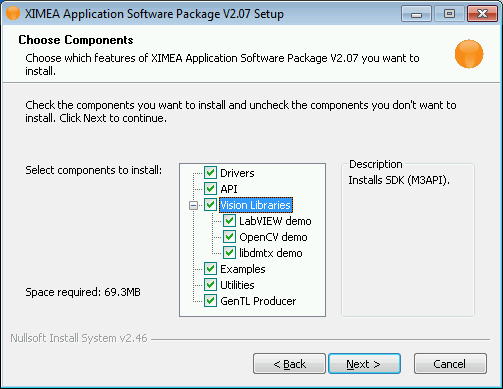 XIMEA Application Software Package V2.07 Setup
Choose Components
Choose which features of XIMEA Application Software Package V2.07 you want to
install.
Check the components you want to install and uncheck the components you don't want to
install. Click Next to continue.
Select components to install:
Drivers
API
Vision Libraries
LabVIEW demo
OpenCV demo
libdmtx demo
Examples
Utilities
GenTL Producer
Description
Installs SDK (M3API).
Space required: 69.3MB
Nullsoft Install System v2.46
< Back
Next >
Cancel